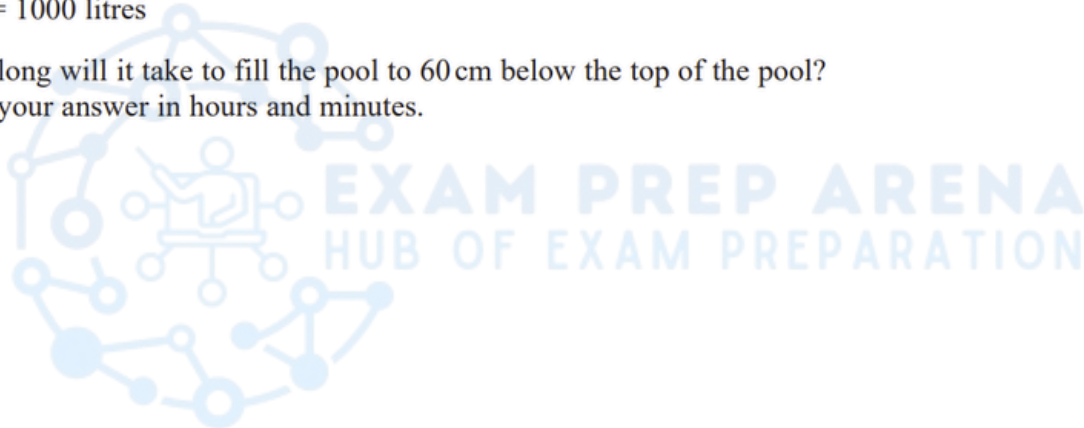 = 1000 litres
long will it take to fill the pool to 60 cm below the top of the pool?
your answer in hours and minutes.
EXAM PREP ARENA
HUB OF EXAM PREPARATION